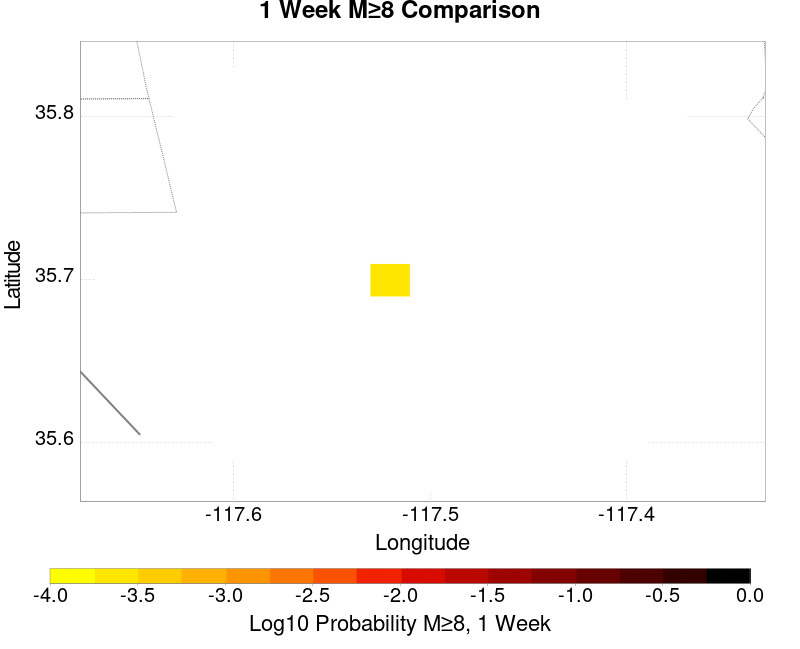 1 Week M≥8 Comparison
35.8
35.7
35.6
Latitude
-117.6 -117.5 -117.4
Longitude
-4.0 -3.5 -3.0 -2.5 -2.0 -1.5 -1.0 -0.5 0.0
Log10 Probability M≥8, 1 Week